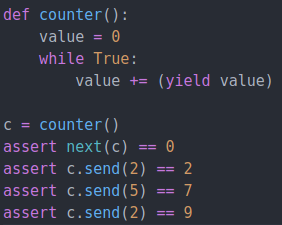 def counter():
    value = 0
    while True:
        value += (yield value)

c = counter()
assert next(c) == 0
assert c.send(2) == 2
assert c.send(5) == 7
assert c.send(2) == 9